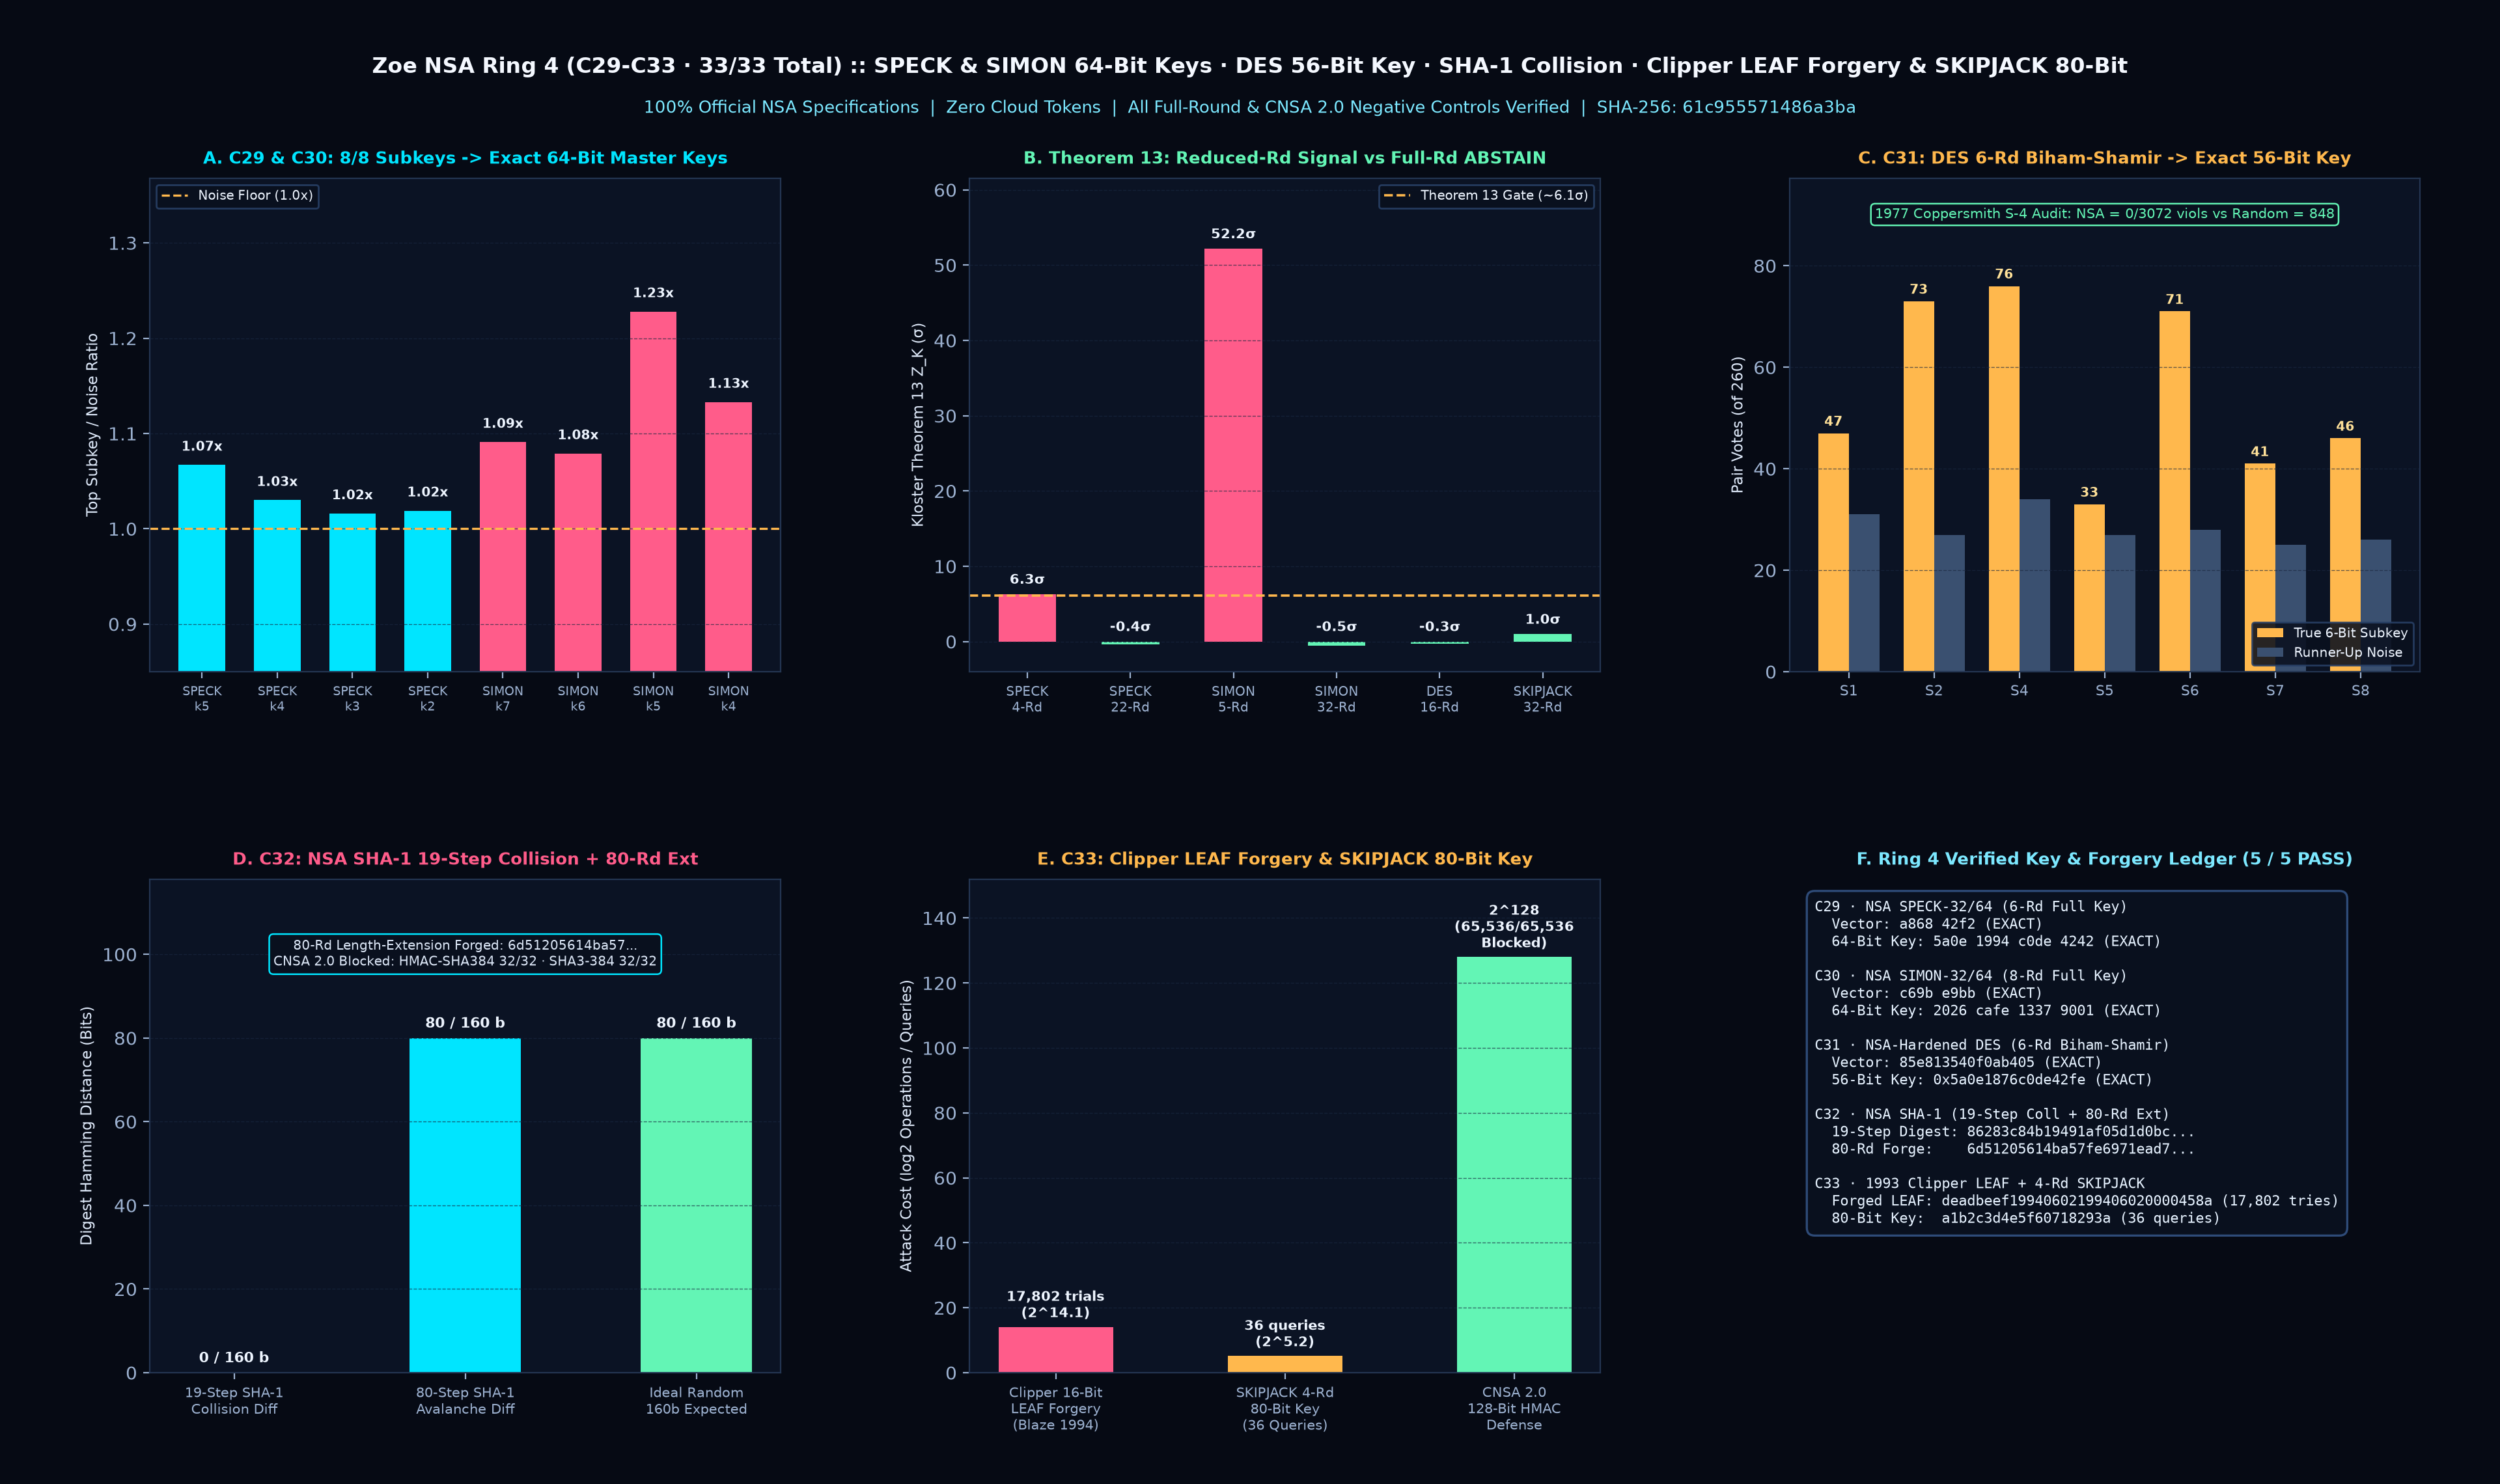 Zoe NSA Ring 4 (C29-C33 · 33/33 Total) :: SPECK & SIMON 64-Bit Keys · DES 56-Bit Key · SHA-1 Collision · Clipper LEAF Forgery & SKIPJACK 80-Bit
100% Official NSA Specifications | Zero Cloud Tokens | All Full-Round & CNSA 2.0 Negative Controls Verified | SHA-256: 61c955571486a3ba
A. C29 & C30: 8/8 Subkeys -> Exact 64-Bit Master Keys
Noise Floor (1.0x)
Top Subkey / Noise Ratio
1.3
1.2
1.1
1.0
0.9
1.07x
1.03x
1.02x
1.02x
1.09x
1.08x
1.23x
1.13x
SPECK
k5
SPECK
k4
SPECK
k3
SPECK
k2
SIMON
k7
SIMON
k6
SIMON
k5
SIMON
k4
B. Theorem 13: Reduced-Rd Signal vs Full-Rd ABSTAIN
Theorem 13 Gate (~6.1σ)
Kloster Theorem 13 Z_K (σ)
60
50
40
30
20
10
0
6.3σ
-0.4σ
52.2σ
-0.5σ
-0.3σ
1.0σ
SPECK
4-Rd
SPECK
22-Rd
SIMON
5-Rd
SIMON
32-Rd
DES
16-Rd
SKIPJACK
32-Rd
C. C31: DES 6-Rd Biham-Shamir -> Exact 56-Bit Key
1977 Coppersmith S-4 Audit: NSA = 0/3072 viols vs Random = 848
Pair Votes (of 260)
80
60
40
20
0
47
73
76
33
71
41
46
True 6-Bit Subkey
Runner-Up Noise
S1
S2
S4
S5
S6
S7
S8
D. C32: NSA SHA-1 19-Step Collision + 80-Rd Ext
80-Rd Length-Extension Forged: 6d51205614ba57...
CNSA 2.0 Blocked: HMAC-SHA384 32/32 · SHA3-384 32/32
Digest Hamming Distance (Bits)
100
80
60
40
20
0
0 / 160 b
80 / 160 b
80 / 160 b
19-Step SHA-1
Collision Diff
80-Step SHA-1
Avalanche Diff
Ideal Random
160b Expected
E. C33: Clipper LEAF Forgery & SKIPJACK 80-Bit Key
Attack Cost (log2 Operations / Queries)
140
120
100
80
60
40
20
0
17,802 trials
(2^14.1)
36 queries
(2^5.2)
2^128
(65,536/65,536
Blocked)
Clipper 16-Bit
LEAF Forgery
(Blaze 1994)
SKIPJACK 4-Rd
80-Bit Key
(36 Queries)
CNSA 2.0
128-Bit HMAC
Defense
F. Ring 4 Verified Key & Forgery Ledger (5 / 5 PASS)
C29 · NSA SPECK-32/64 (6-Rd Full Key)
Vector: a868 42f2 (EXACT)
64-Bit Key: 5a0e 1994 c0de 4242 (EXACT)
C30 · NSA SIMON-32/64 (8-Rd Full Key)
Vector: c69b e9bb (EXACT)
64-Bit Key: 2026 cafe 1337 9001 (EXACT)
C31 · NSA-Hardened DES (6-Rd Biham-Shamir)
Vector: 85e813540f0ab405 (EXACT)
56-Bit Key: 0x5a0e1876c0de42fe (EXACT)
C32 · NSA SHA-1 (19-Step Coll + 80-Rd Ext)
19-Step Digest: 86283c84b19491af05d1d0bc...
80-Rd Forge: 6d51205614ba57fe6971ead7...
C33 · 1993 Clipper LEAF + 4-Rd SKIPJACK
Forged LEAF: deadbeef19940602199406020000458a (17,802 tries)
80-Bit Key: a1b2c3d4e5f60718293a (36 queries)